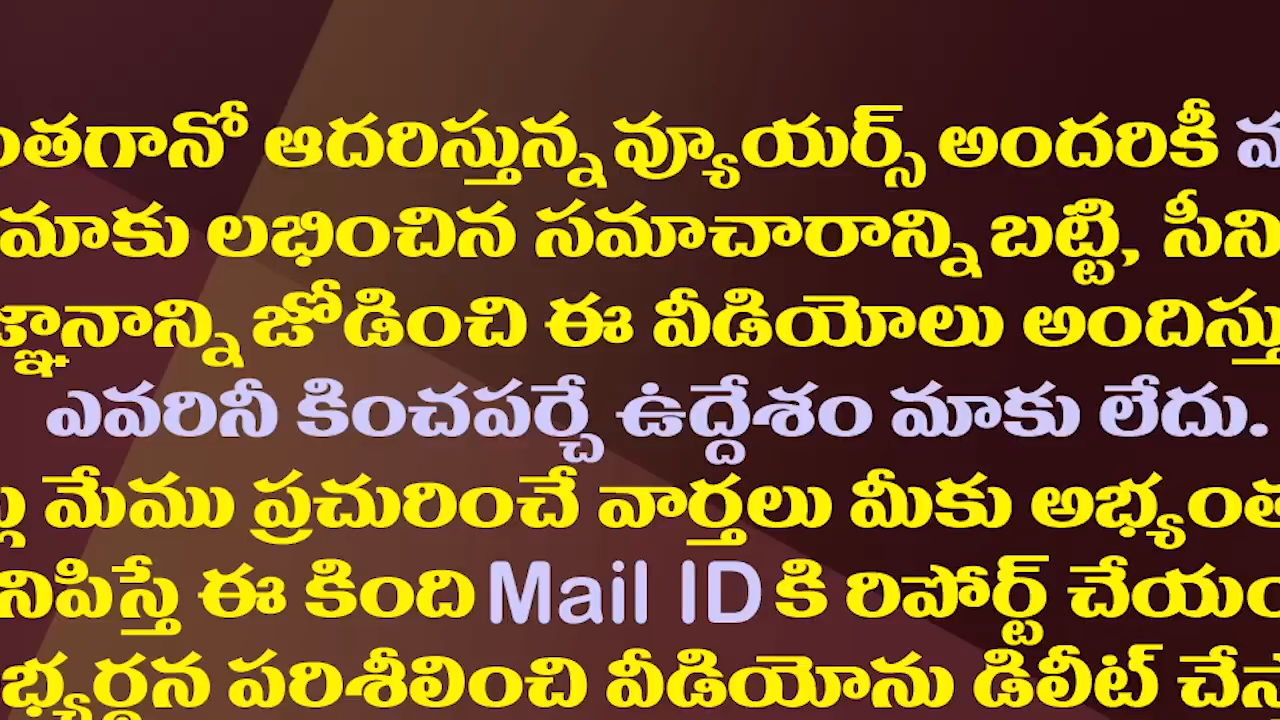 ంతగానో ఆదరిస్తున్న వ్యూయర్స్ అందరికీ
మాకు లభించిన సమాచారాన్ని బట్టి, సీని
జ్ఞానాన్ని జోడించి ఈ వీడియోలు అందిస్తు
ఎవరినీ కించపర్చే ఉద్దేశం మాకు లేదు.
మేము ప్రచురించే వార్తలు మీకు అభ్యంత
నిపిస్తే ఈ కింది Mail ID కి రిపోర్ట్ చేయం
భ్యర్థన పరిశీలించి వీడియోను డిలీట్ చేస